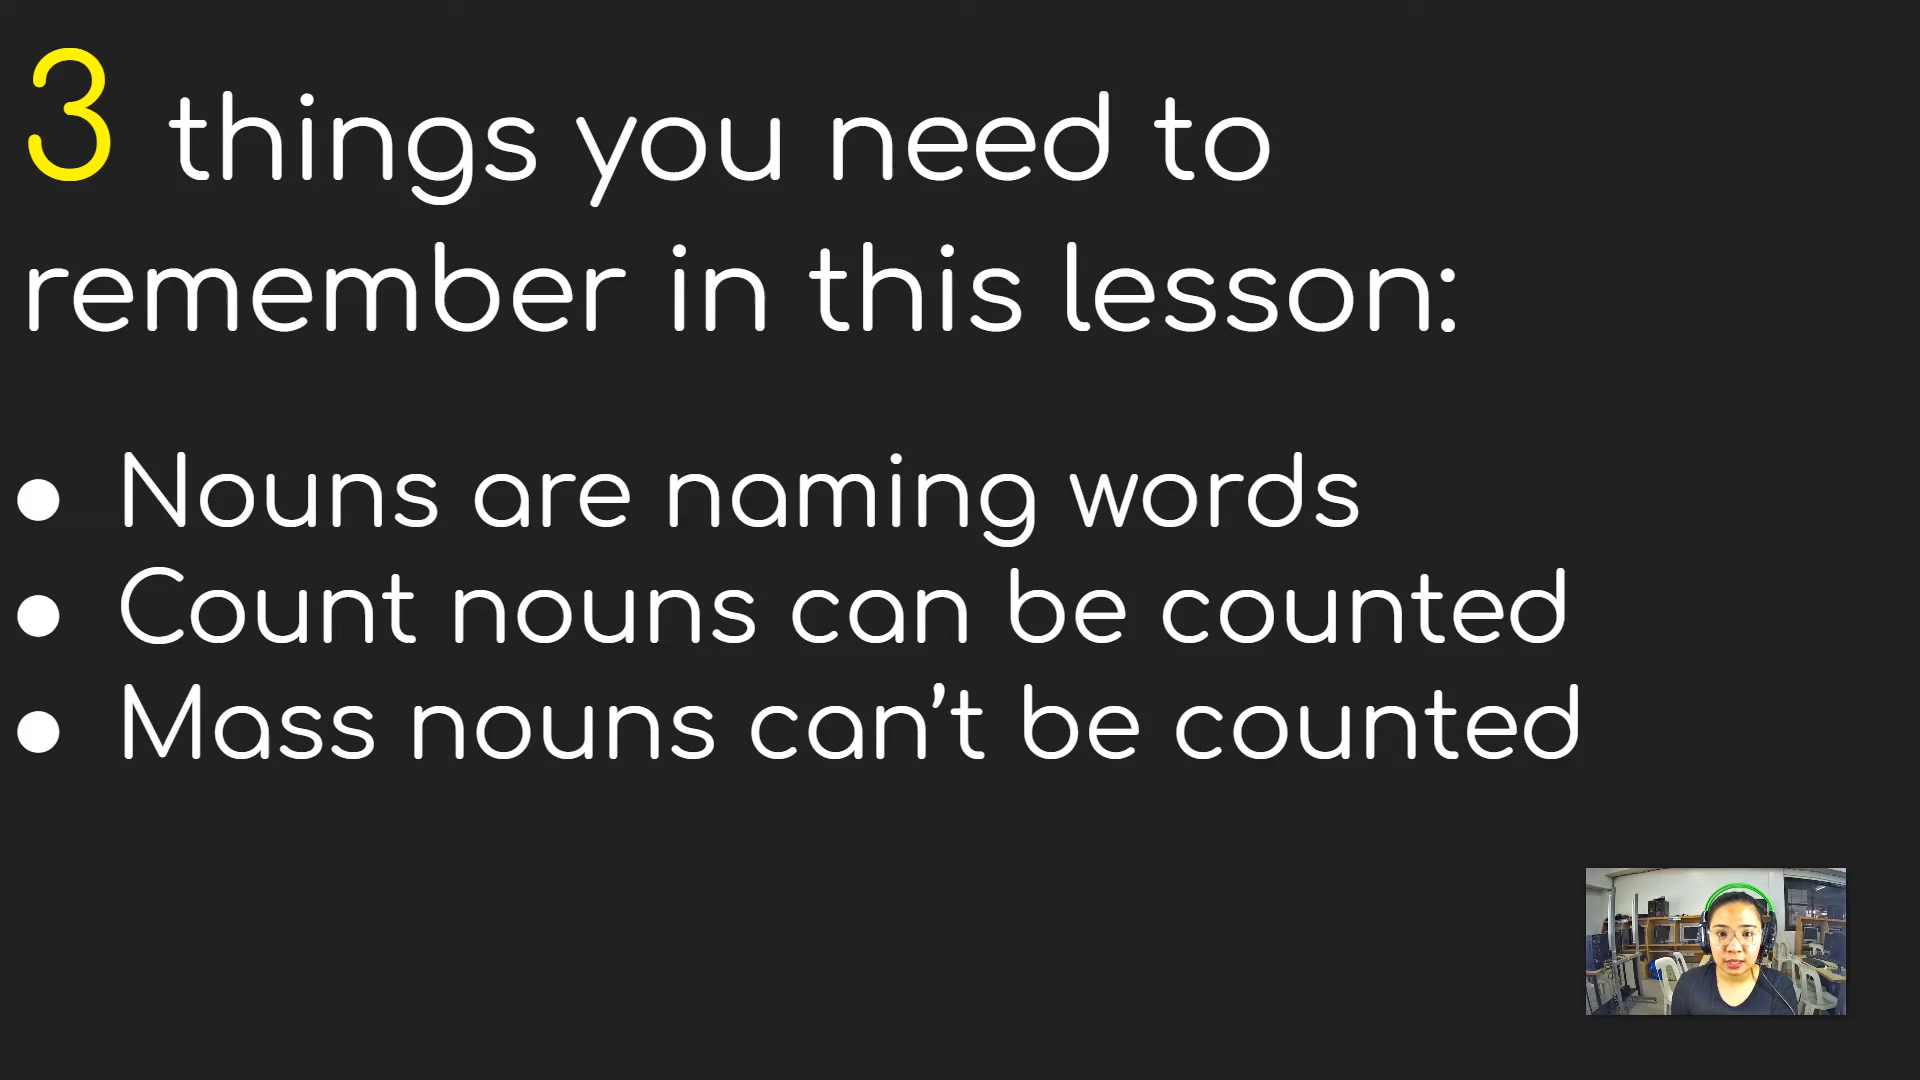 3 things you need to
remember in this lesson:
● Nouns are naming words
● Count nouns can be counted
● Mass nouns can’t be counted